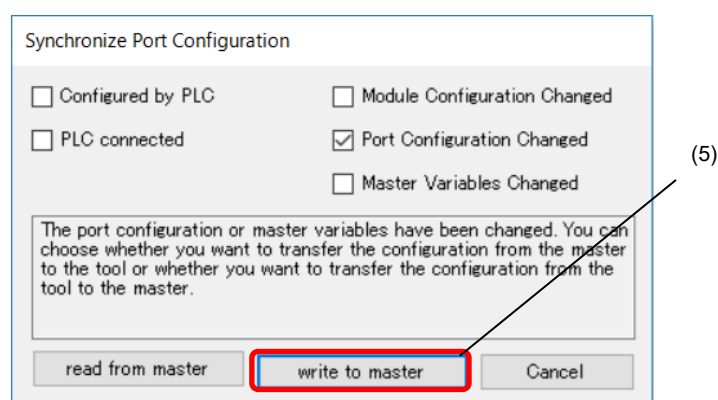 Synchronize Port Configuration
Configured by PLC
Module Configuration Changed
PLC connected
Port Configuration Changed
Master Variables Changed
(5)
The port configuration or master variables have been changed. You can
choose whether you want to transfer the configuration from the master
to the tool or whether you want to transfer the configuration from the
tool to the master.
read from master
write to master
Cancel